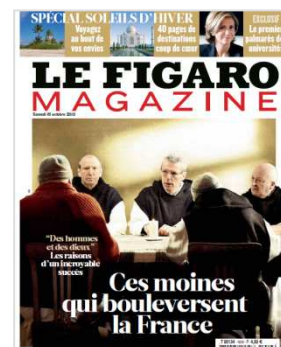 SPÉCIAL SOLEILS D'HIVER
Voyagez
au bout de
vos envies
40 pages de
destinations
coup de cœur
EXCLUSIF
Le premier
palmarès des
universités
LE FIGARO
MAGAZINE
"Des hommes
et des dieux"
Les raisons
d'un incroyable
succès
Ces moines
qui bouleversent
la France